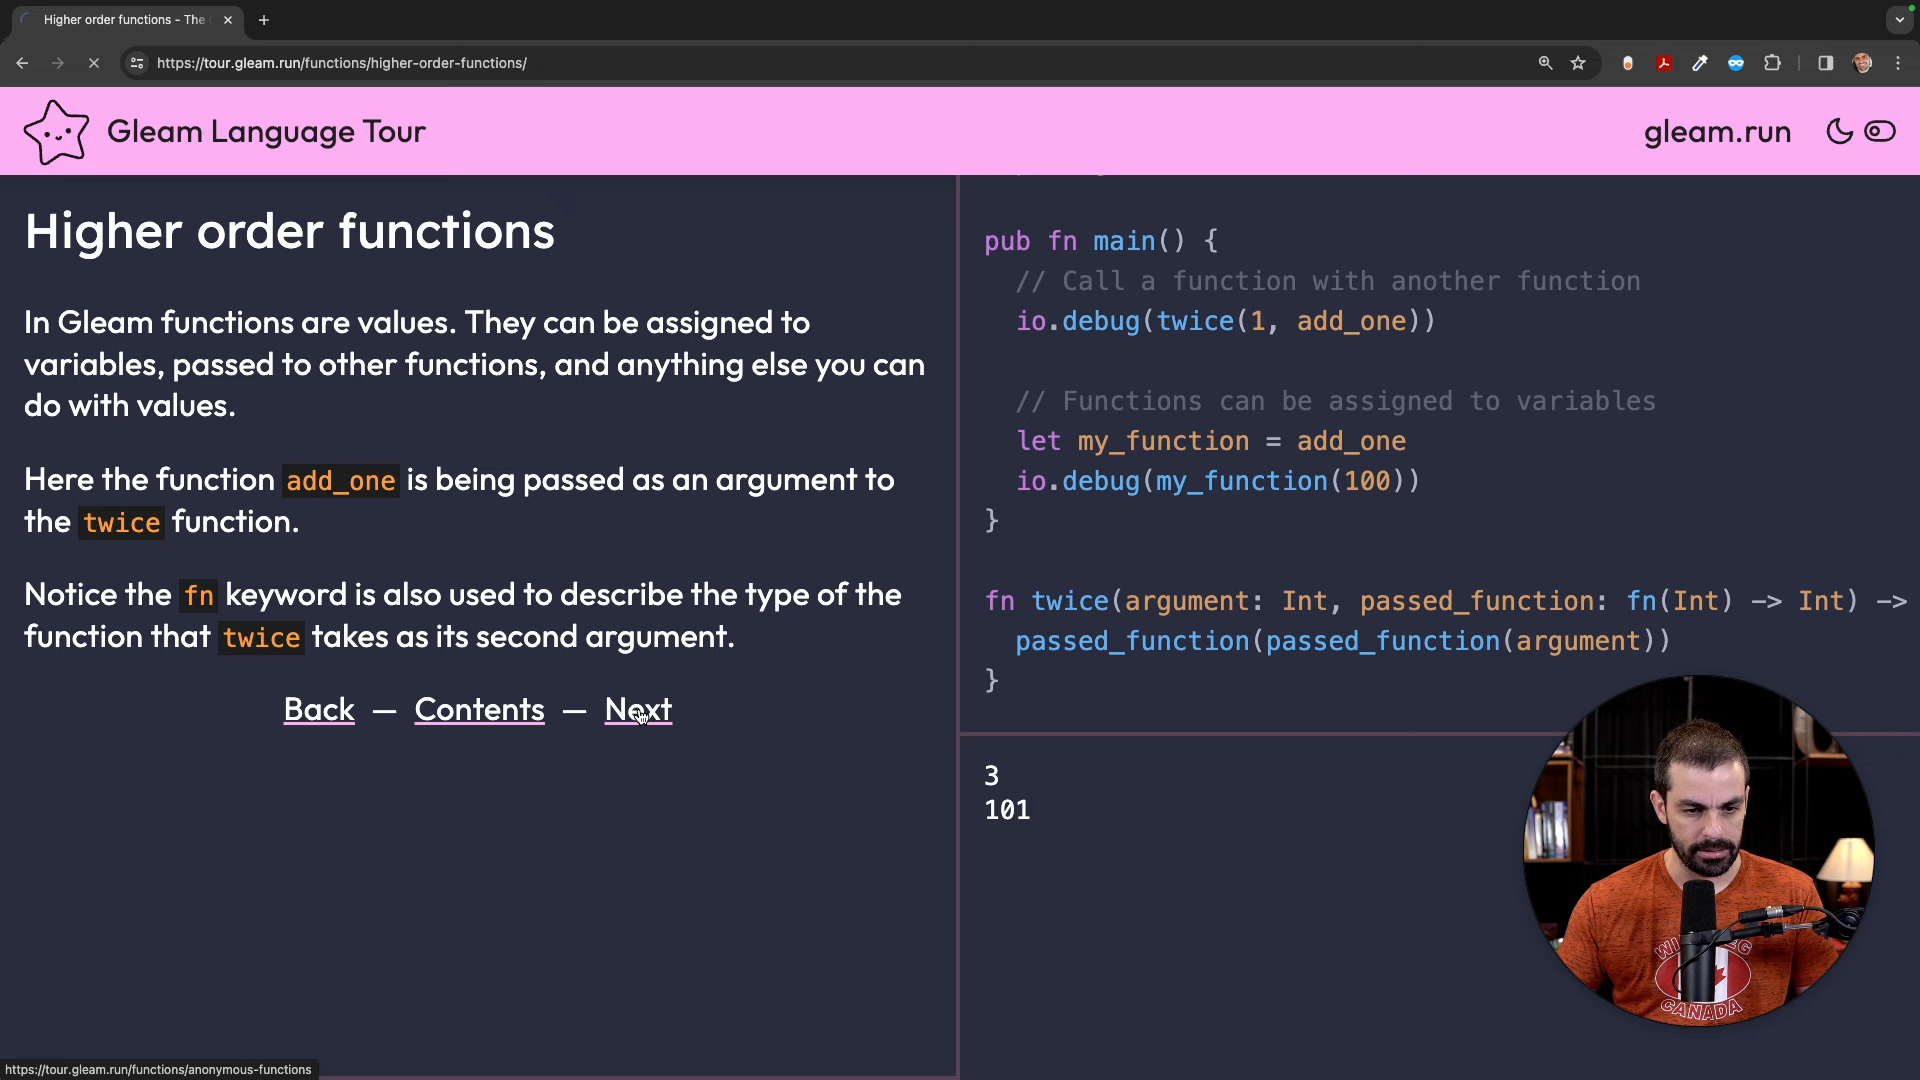 Higher order functions - The
https://tour.gleam.run/functions/higher-order-functions/
Gleam Language Tour
gleam.run
Higher order functions
In Gleam functions are values. They can be assigned to
variables, passed to other functions, and anything else you can
do with values.
Here the function add_one is being passed as an argument to
the twice function.
Notice the fn keyword is also used to describe the type of the
function that twice takes as its second argument.
Back — Contents — Next
pub fn main() {
// Call a function with another function
io.debug(twice(1, add_one))
// Functions can be assigned to variables
let my_function = add_one
io.debug(my_function(100))
}
fn twice(argument: Int, passed_function: fn(Int) -> Int) ->
passed_function(passed_function(argument))
}
3
101
CANADA
https://tour.gleam.run/functions/anonymous-functions